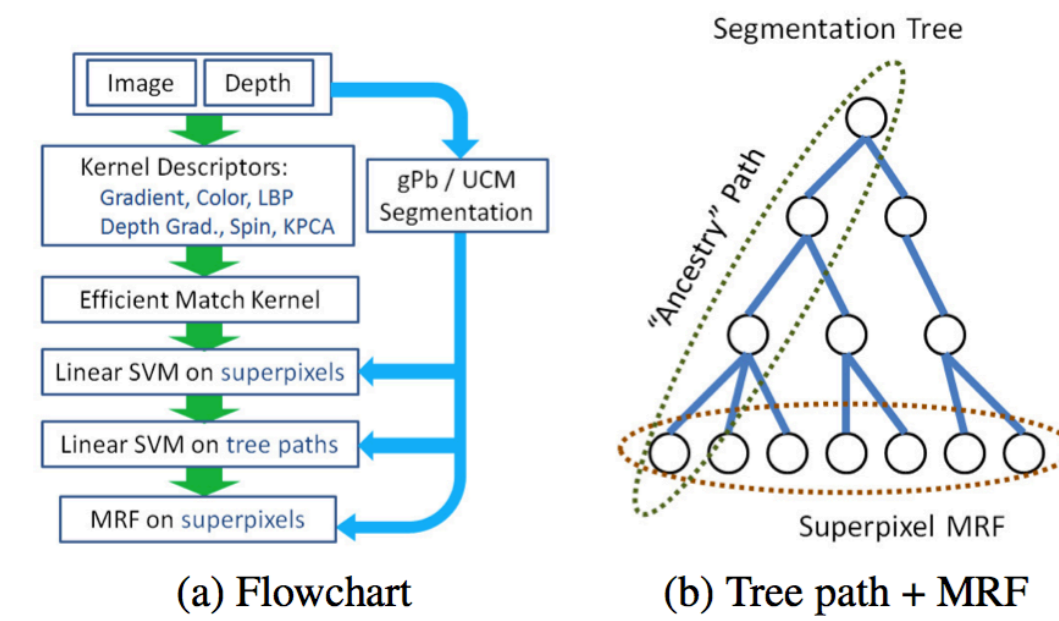 Image
Depth
Kernel Descriptors:
Gradient, Color, LBP
Depth Grad., Spin, KPCA
gPb / UCM
Segmentation
Efficient Match Kernel
Linear SVM on superpixels
Linear SVM on tree paths
MRF on superpixels
(a) Flowchart
Segmentation Tree
“Ancestry” Path
Superpixel MRF
(b) Tree path + MRF